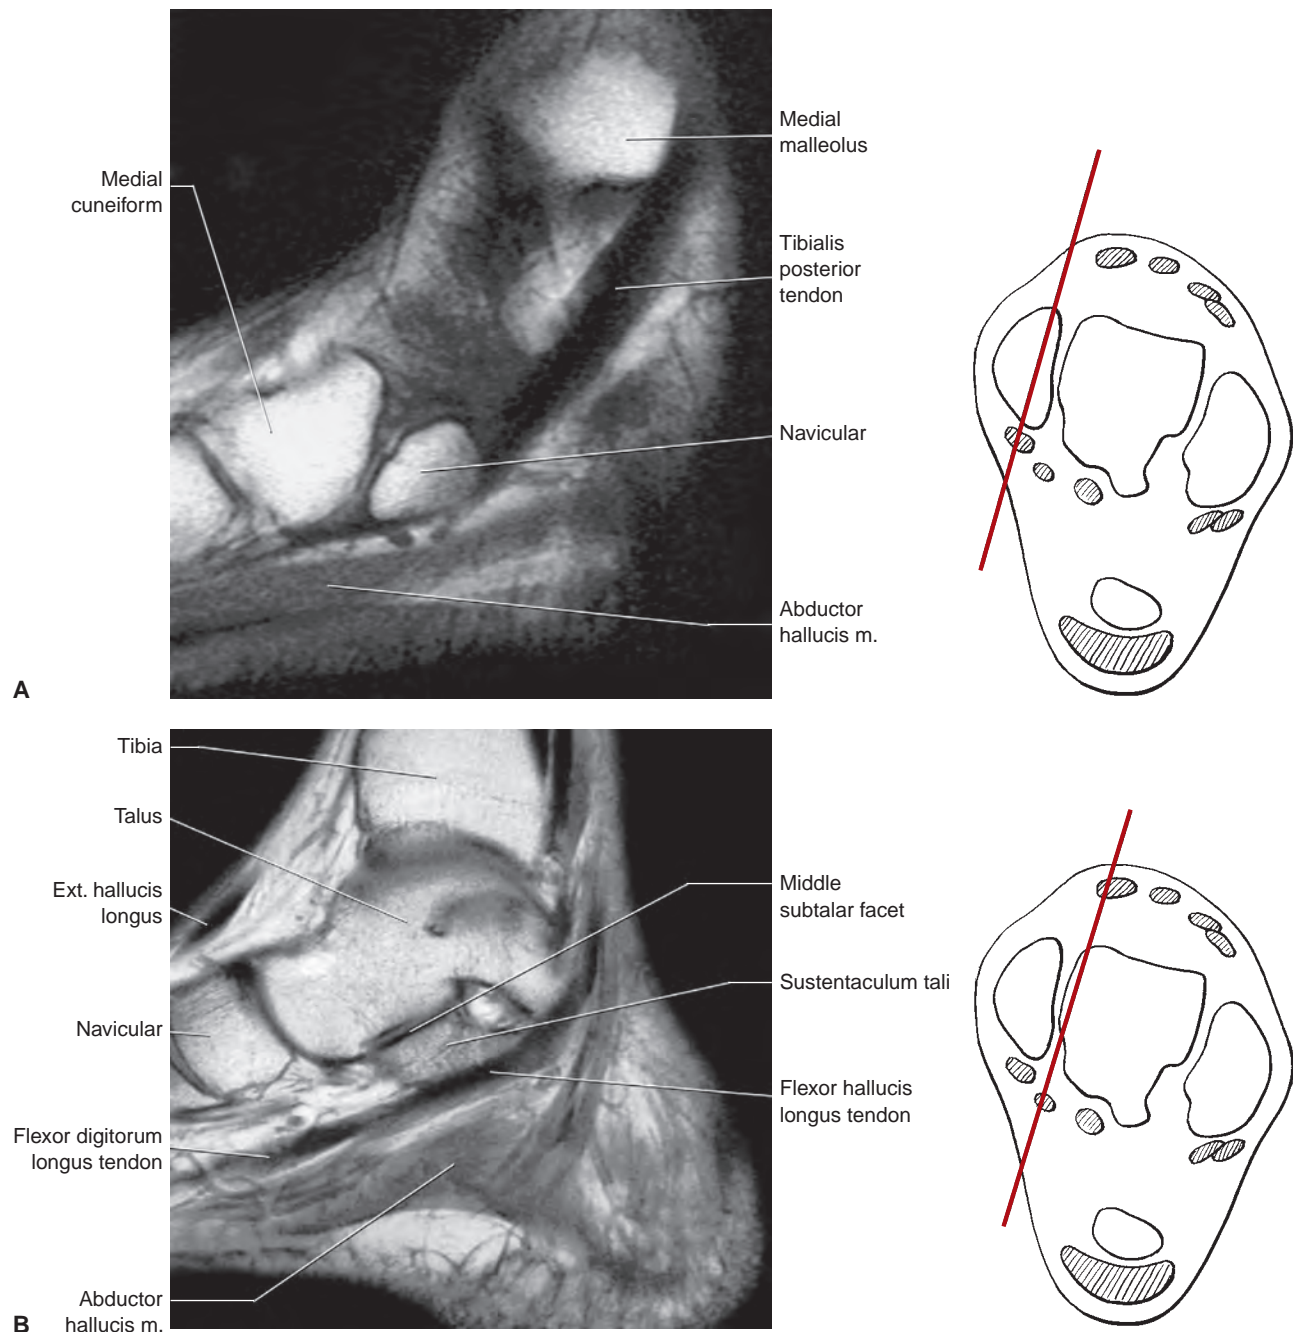 Medial
cuneiform
Medial
malleolus
Tibialis
posterior
tendon
Navicular
Abductor
hallucis m.
A
Tibia
Talus
Ext. hallucis
longus
Navicular
Flexor digitorum
longus tendon
Abductor
hallucis m.
Middle
subtalar facet
Sustentaculum tali
Flexor hallucis
longus tendon
B